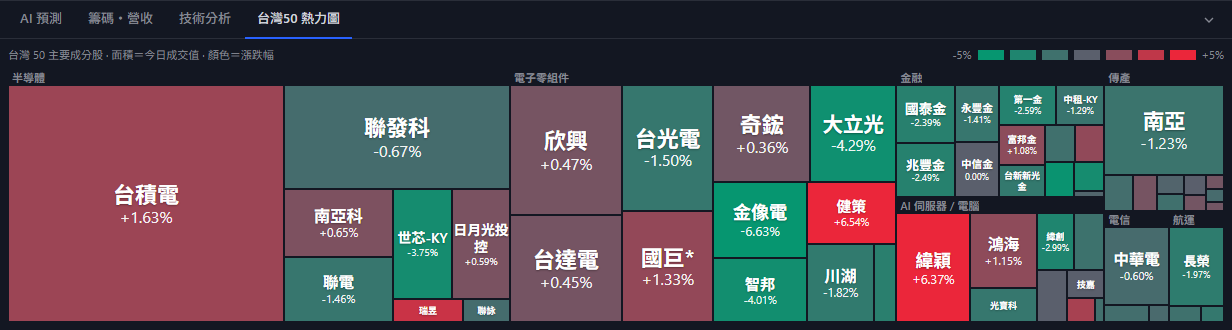 AI 預測
籌碼・營收
技術分析
台灣50 熱力圖
台灣 50 主要成分股 · 面積＝今日成交值 · 顏色＝漲跌幅
-5%
+5%
半導體
台積電
+1.63%
聯發科
-0.67%
南亞科
+0.65%
聯電
-1.46%
世芯-KY
-3.75%
日月光投
控
+0.59%
瑞昱
聯詠
電子零組件
欣興
+0.47%
台達電
+0.45%
台光電
-1.50%
國巨*
+1.33%
奇鋐
+0.36%
大立光
-4.29%
金像電
-6.63%
健策
+6.54%
智邦
-4.01%
川湖
-1.82%
金融
國泰金
-2.39%
兆豐金
-2.49%
永豐金
-1.41%
中信金
0.00%
第一金
-2.59%
中租-KY
-1.29%
富邦金
+1.08%
台新新光
金
AI 伺服器 / 電腦
緯穎
+6.37%
鴻海
+1.15%
光寶科
緯創
-2.99%
技嘉
傳產
南亞
-1.23%
電信
中華電
-0.60%
航運
長榮
-1.97%